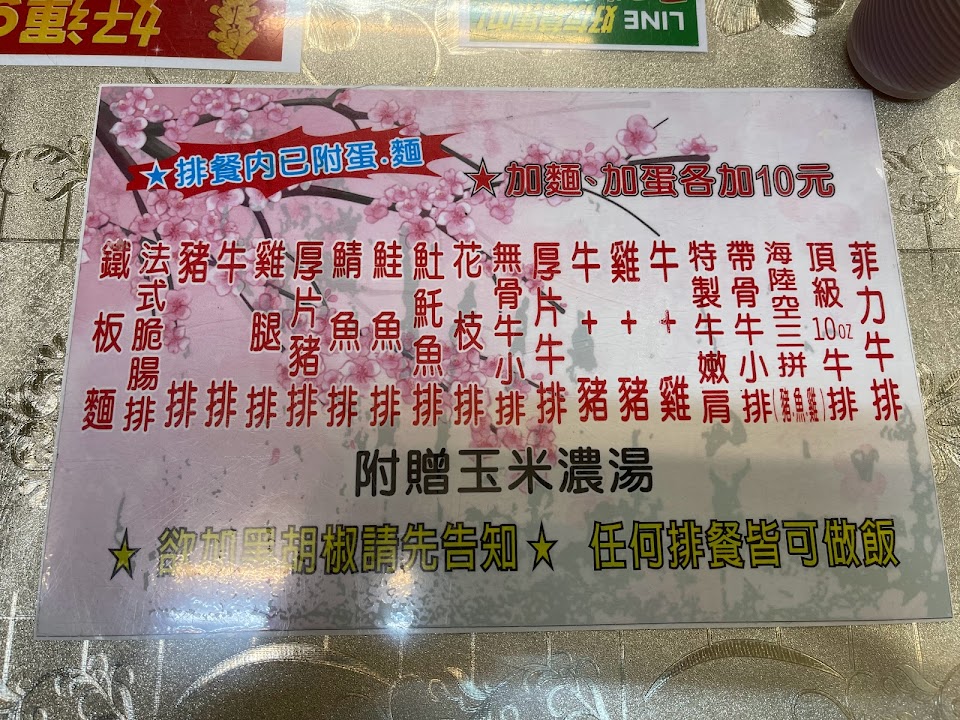 好運
鑫
LINE
★排餐內已附蛋.麵
★加麵、加蛋各加10元
鐵板麵
法式脆腸排
豬排
牛排
雞腿排
厚片豬排
鯖魚排
鮭魚排
魠魚排
花枝排
無骨牛小排
厚片牛排
牛+豬
雞+豬
牛+雞
特製牛嫩肩
帶骨牛小排
海陸空三拼(豬魚雞)
頂級10oz牛排
菲力牛排
附贈玉米濃湯
★欲加黑胡椒請先告知★任何排餐皆可做飯